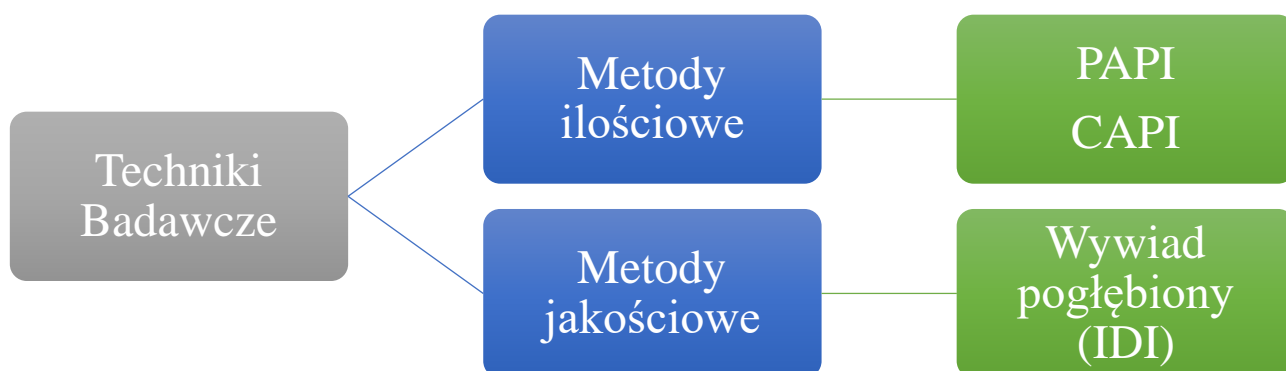 Techniki
Badawcze
Metody
ilościowe
PAPI
CAPI
Metody
jakościowe
Wywiad
pogłębiony
(IDI)